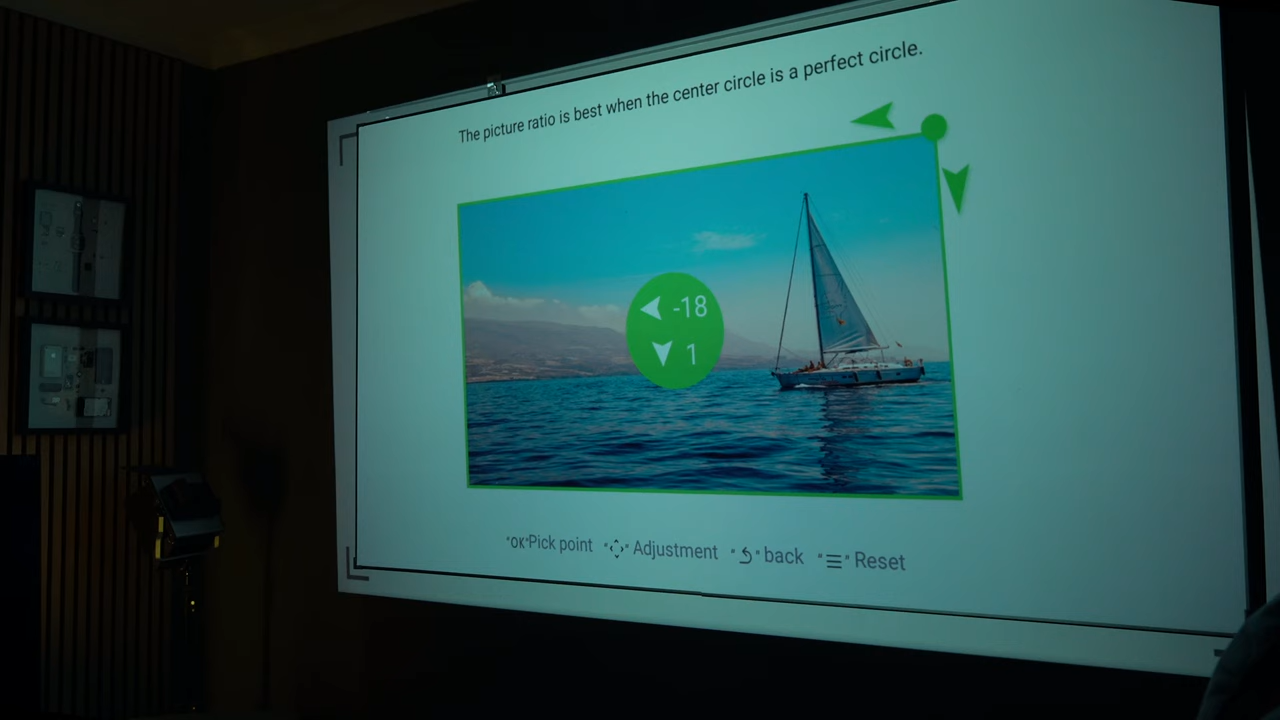 The picture ratio is best when the center circle is a perfect circle.
-18
1
"OK"Pick point " " Adjustment " " back " " Reset